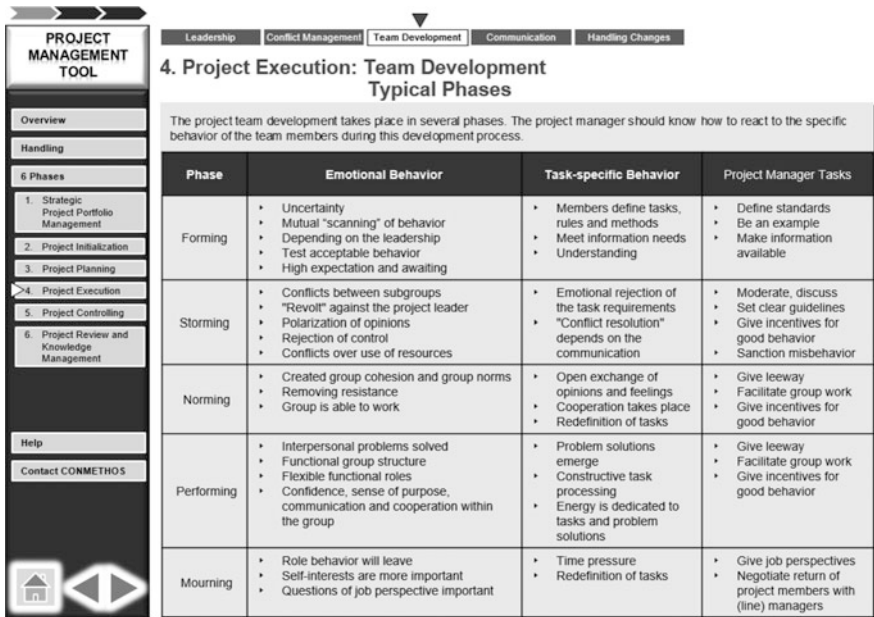 PROJECT
MANAGEMENT
TOOL
Overview
Handling
6 Phases
1. Strategic
Project Portfolio
Management
2. Project Initialization
3. Project Planning
4. Project Execution
5. Project Controlling
6. Project Review and
Knowledge
Management
Help
Contact CONMETHOS
Leadership
Conflict Management
Team Development
Communication
Handling Changes
4. Project Execution: Team Development
Typical Phases
The project team development takes place in several phases. The project manager should know how to react to the specific
behavior of the team members during this development process.
Phase
Emotional Behavior
Task-specific Behavior
Project Manager Tasks
Forming
‣ Uncertainty
‣ Mutual “scanning” of behavior
‣ Depending on the leadership
‣ Test acceptable behavior
‣ High expectation and awaiting
‣ Members define tasks,
rules and methods
‣ Meet information needs
‣ Understanding
‣ Define standards
Be an example
‣ Make information
available
Storming
‣ Conflicts between subgroups
‣ "Revolt" against the project leader
‣ Polarization of opinions
‣ Rejection of control
‣ Conflicts over use of resources
‣ Emotional rejection of
the task requirements
‣ "Conflict resolution"
depends on the
communication
‣ Moderate, discuss
Set clear guidelines
‣ Give incentives for
good behavior
‣ Sanction misbehavior
Norming
‣ Created group cohesion and group norms
‣ Removing resistance
‣ Group is able to work
‣ Open exchange of
opinions and feelings
‣ Cooperation takes place
‣ Redefinition of tasks
‣ Give leeway
‣ Facilitate group work
‣ Give incentives for
good behavior
Performing
‣ Interpersonal problems solved
‣ Functional group structure
‣ Flexible functional roles
‣ Confidence, sense of purpose,
communication and cooperation within
the group
‣ Problem solutions
emerge
‣ Constructive task
processing
‣ Energy is dedicated to
tasks and problem
solutions
‣ Give leeway
‣ Facilitate group work
‣ Give incentives for
good behavior
Mourning
‣ Role behavior will leave
‣ Self-interests are more important
‣ Questions of job perspective important
‣ Time pressure
‣ Redefinition of tasks
‣ Give job perspectives
‣ Negotiate return of
project members with
(line) managers